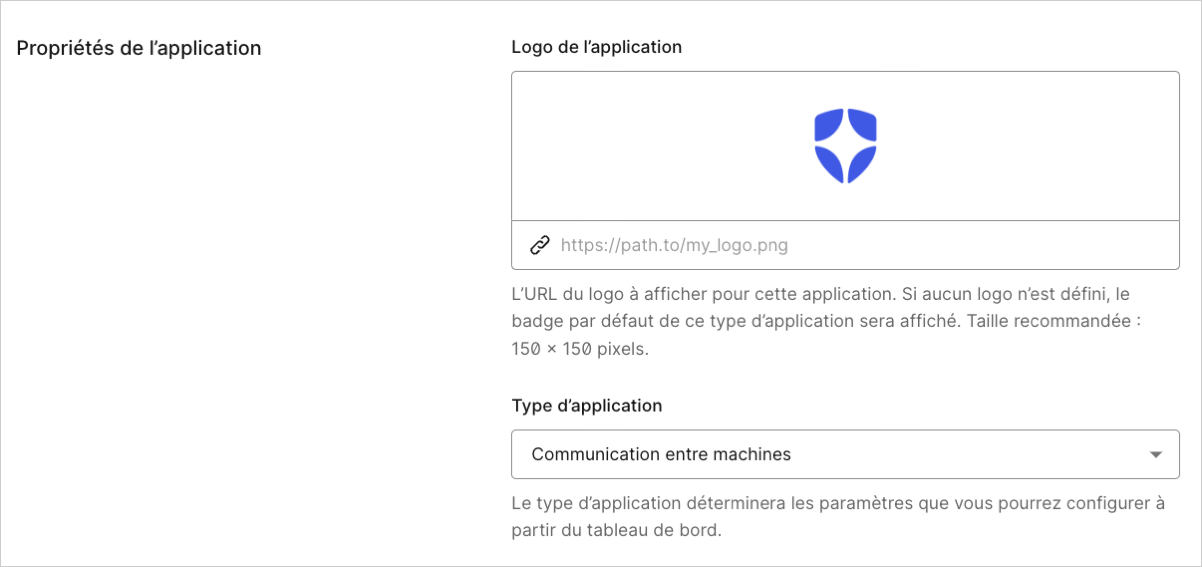 Propriétés de l’application
Logo de l’application
https://path.to/my_logo.png
L’URL du logo à afficher pour cette application. Si aucun logo n’est défini, le
badge par défaut de ce type d’application sera affiché. Taille recommandée :
150 × 150 pixels.
Type d’application
Communication entre machines
Le type d’application déterminera les paramètres que vous pourrez configurer à
partir du tableau de bord.